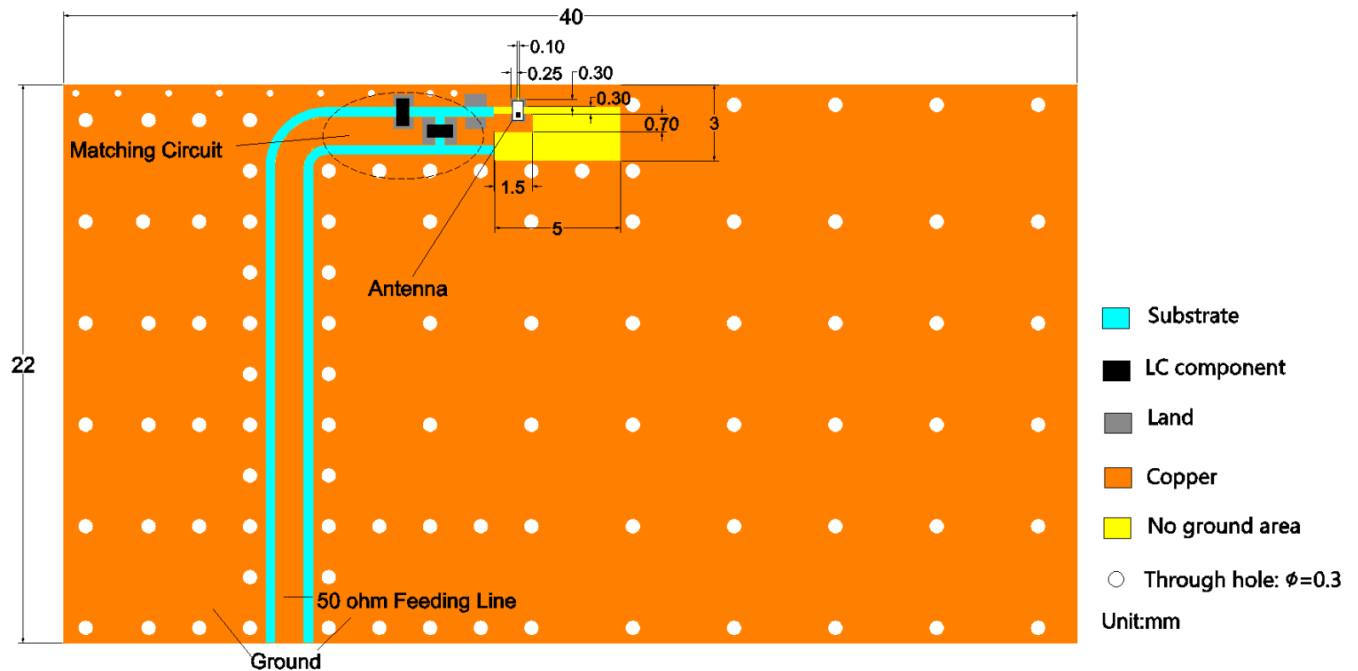 40
0.10
0.25
0.30
0.30
0.70
3
Matching Circuit
1.5
5
Antenna
22
50 ohm Feeding Line
Ground
Substrate
LC component
Land
Copper
No ground area
Through hole: ϕ=0.3
Unit:mm